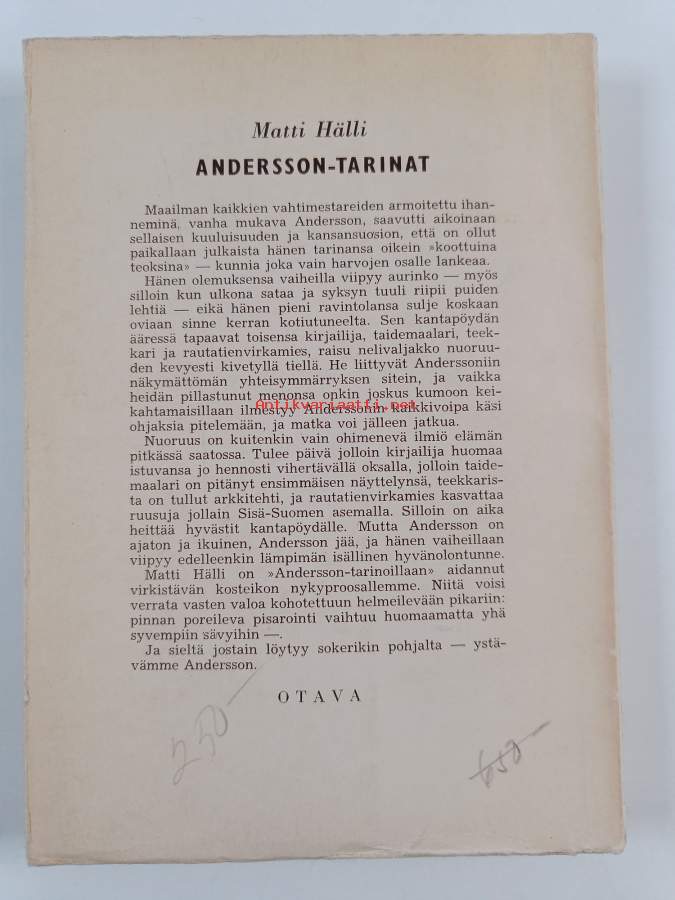 Matti Hälli
ANDERSSON-TARINAT
Maailman kaikkien vahtimestareiden armoitettu ihan-
neminä, vanha mukava Andersson, saavutti aikoinaan
sellaisen kuuluisuuden ja kansansuosion, että on ollut
paikallaan julkaista hänen tarinansa oikein »koottuina
teoksina» — kunnia joka vain harvojen osalle lankeaa.
Hänen olemuksensa vaiheilla viipyy aurinko — myös
silloin kun ulkona sataa ja syksyn tuuli riipii puiden
lehtiä — eikä hänen pieni ravintolansa sulje koskaan
oviaan sinne kerran kotiutuneelta. Sen kantapöydän
ääressä tapaavat toisensa kirjailija, taidemaalari, teek-
kari ja rautatienvirkamies, raisu nelivaljakko nuoruu-
den kevyesti kivetyllä tiellä. He liittyvät Anderssoniin
näkymättömän yhteisymmärryksen sitein, ja vaikka
heidän pillastunut menonsa onkin joskus kumoon kei-
kahtamaisillaan ilmestyy Anderssonin kaikkivoipa käsi
Antikvariaatti.net
ohjaksia pitelemään, ja matka voi jälleen jatkua.
Nuoruus on kuitenkin vain ohimenevä ilmiö elämän
pitkässä saatossa. Tulee päivä jolloin kirjailija huomaa
istuvansa jo hennosti vihertävällä oksalla, jolloin taide-
maalari on pitänyt ensimmäisen näyttelynsä, teekkaris-
ta on tullut arkkitehti, ja rautatienvirkamies kasvattaa
ruusuja jollain Sisä-Suomen asemalla. Silloin on aika
heittää hyvästit kantapöydälle. Mutta Andersson on
ajaton ja ikuinen, Andersson jää, ja hänen vaiheillaan
viipyy edelleenkin lämpimän isällinen hyvänolontunne.
Matti Hälli on »Andersson-tarinoillaan» aidannut
virkistävän kosteikon nykyproosallemme. Niitä voisi
verrata vasten valoa kohotettuun helmeilevään pikariin:
pinnan poreileva pisarointi vaihtuu huomaamatta yhä
syvempiin sävyihin —.
Ja sieltä jostain löytyy sokerikin pohjalta — ystä-
vämme Andersson.
OTAVA
250—
650—